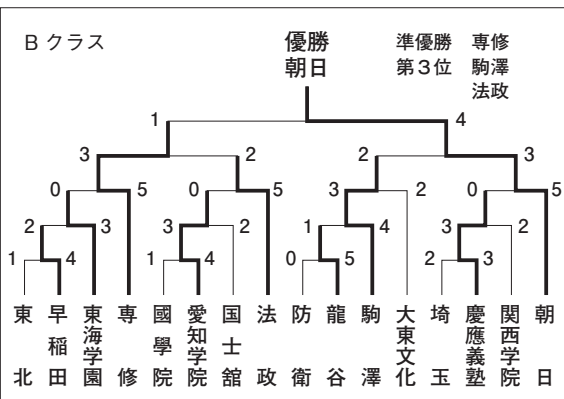 Bクラス
優勝
朝日
準優勝 専修
第3位 駒澤
法政
1 4
3 2 2 3
0 5 0 5 3 2 0 5
2 3 3 2 1 4 3 2
1 4 1 4 0 5 2 3
東北
早稲田
東海学園
専修
國學院
愛知学院
国士舘
法政
防衛
龍谷
駒澤
大東文化
埼玉
慶應義塾
関西学院
朝日